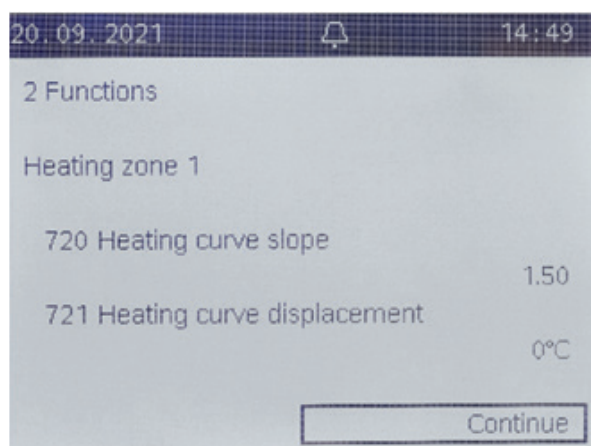 20.09.2021 14:49
2 Functions
Heating zone 1
720 Heating curve slope
1.50
721 Heating curve displacement
0°C
Continue